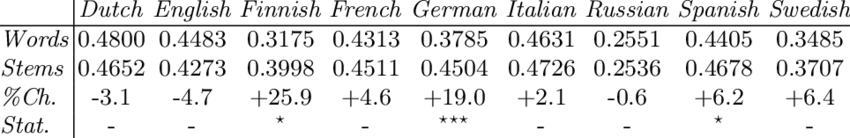 Dutch English Finnish French German Italian Russian Spanish Swedish
Words 0.4800 0.4483 0.3175 0.4313 0.3785 0.4631 0.2551 0.4405 0.3485
Stems 0.4652 0.4273 0.3998 0.4511 0.4504 0.4726 0.2536 0.4678 0.3707
%Ch. -3.1 -4.7 +25.9 +4.6 +19.0 +2.1 -0.6 +6.2 +6.4
Stat. - - ⋆ - ⋆⋆⋆ - - ⋆ -